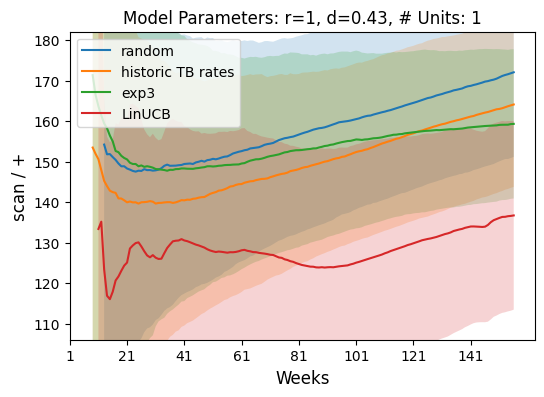 Model Parameters: r=1, d=0.43, # Units: 1
random
historic TB rates
exp3
LinUCB
scan / +
180
170
160
150
140
130
120
110
1 21 41 61 81 101 121 141
Weeks